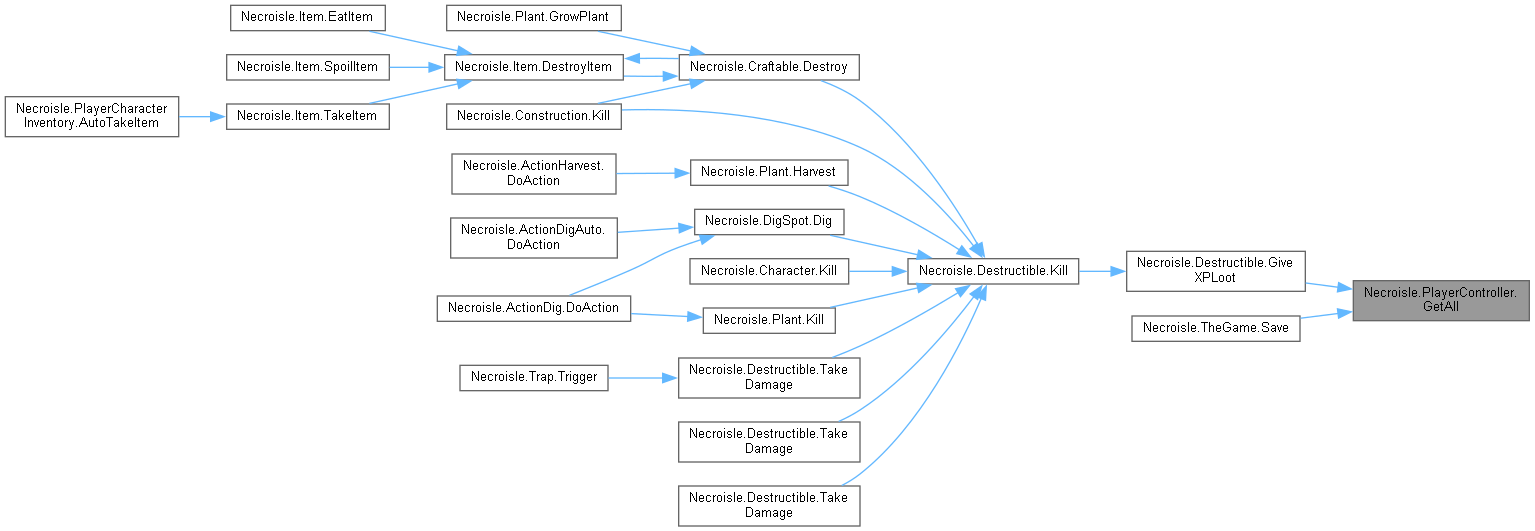 Necroisle.Item.EatItem
Necroisle.Plant.GrowPlant
Necroisle.Item.SpoilItem
Necroisle.Item.DestroyItem
Necroisle.Craftable.Destroy
Necroisle.PlayerCharacter
Inventory.AutoTakeItem
Necroisle.Item.TakeItem
Necroisle.Construction.Kill
Necroisle.ActionHarvest.
DoAction
Necroisle.Plant.Harvest
Necroisle.ActionDigAuto.
DoAction
Necroisle.DigSpot.Dig
Necroisle.Character.Kill
Necroisle.Destructible.Kill
Necroisle.Destructible.Give
XPLoot
Necroisle.PlayerController.
GetAll
Necroisle.ActionDig.DoAction
Necroisle.Plant.Kill
Necroisle.TheGame.Save
Necroisle.Trap.Trigger
Necroisle.Destructible.Take
Damage
Necroisle.Destructible.Take
Damage
Necroisle.Destructible.Take
Damage